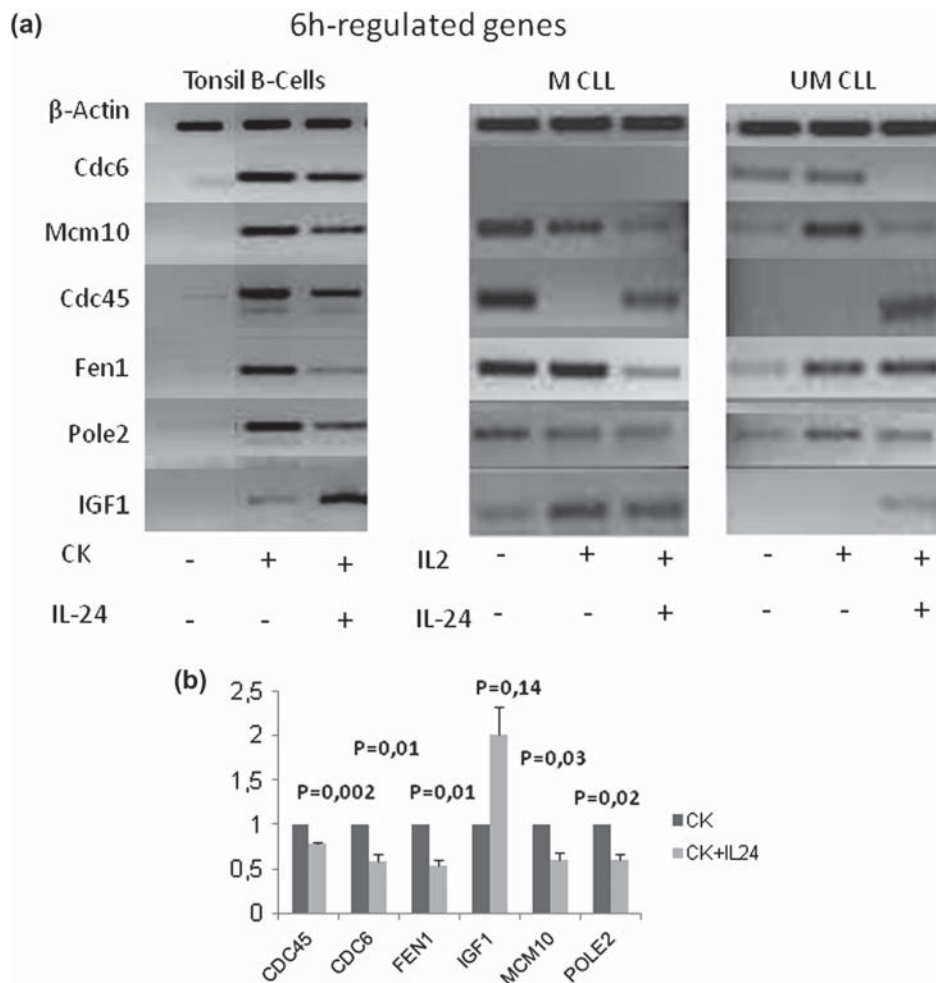 (a)
6h-regulated genes
Tonsil B-Cells M CLL UM CLL
β-Actin
Cdc6
Mcm10
Cdc45
Fen1
Pole2
IGF1
CK - + + IL2 - + + - + +
IL-24 - - + IL-24 - - + - - +
(b)
2,5
2
1,5
1
0,5
0
P=0,14
P=0,01
P=0,03
P=0,002
P=0,01
P=0,02
CK
CK+IL24
CDC45
CDC6
FEN1
IGF1
MCM10
POLE2